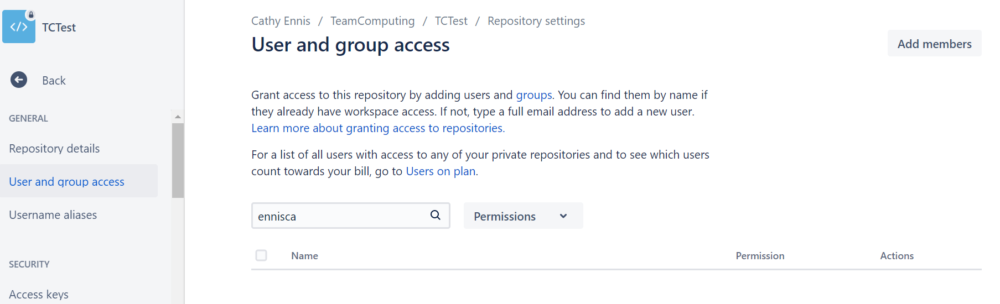 TCTest
Back
GENERAL
Repository details
User and group access
Username aliases
SECURITY
Access keys
Cathy Ennis / TeamComputing / TCTest / Repository settings
User and group access
Add members
Grant access to this repository by adding users and groups. You can find them by name if
they already have workspace access. If not, type a full email address to add a new user.
Learn more about granting access to repositories.
For a list of all users with access to any of your private repositories and to see which users
count towards your bill, go to Users on plan.
ennisca
Permissions
Name Permission Actions